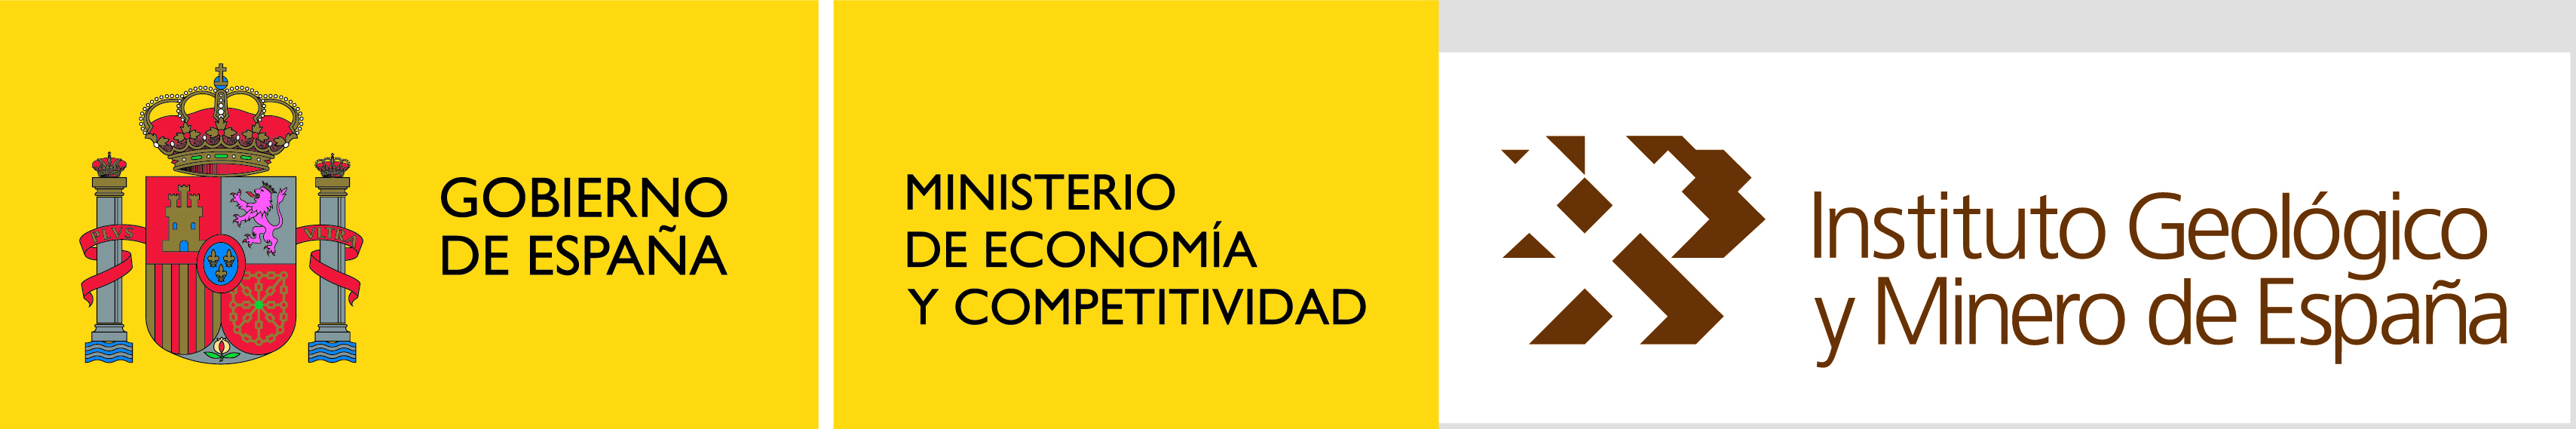 PLVS
VLTRA
GOBIERNO
DE ESPAÑA
MINISTERIO
DE ECONOMÍA
Y COMPETITIVIDAD
Instituto Geológico
y Minero de España